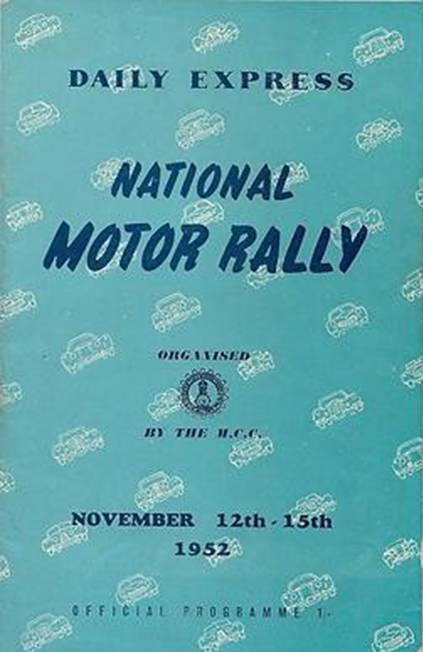 DAILY EXPRESS
NATIONAL
MOTOR RALLY
ORGANISED
BY THE M.C.C.
NOVEMBER 12th - 15th
1952
OFFICIAL PROGRAMME 1/-